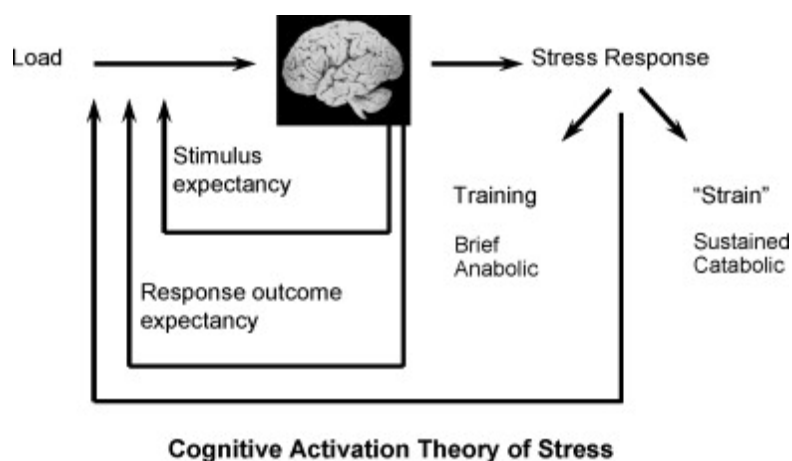 Load
Stress Response
Stimulus
expectancy
Training
"Strain"
Brief
Anabolic
Sustained
Catabolic
Response outcome
expectancy
Cognitive Activation Theory of Stress